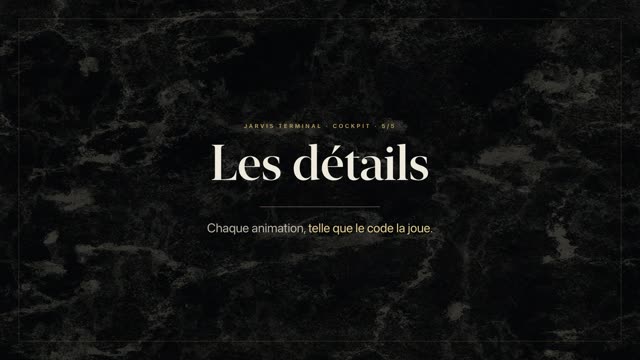 JARVIS TERMINAL · COCKPIT · 5/5
Les détails
Chaque animation, telle que le code la joue.